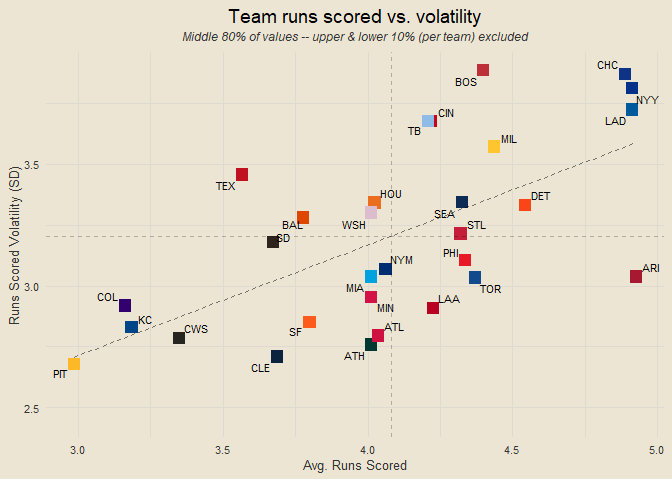 Team runs scored vs. volatility
Middle 80% of values -- upper & lower 10% (per team) excluded
CHC
BOS
NYY
CIN
LAD
TB
MIL
3.5
TEX
HOU
DET
SEA
BAL
WSH
STL
SD
PHI
NYM
ARI
3.0
MIA
TOR
COL
LAA
MIN
KC
CWS
SF
ATL
ATH
CLE
PIT
2.5
3.0
3.5
4.0
4.5
5.0
Runs Scored Volatility (SD)
Avg. Runs Scored